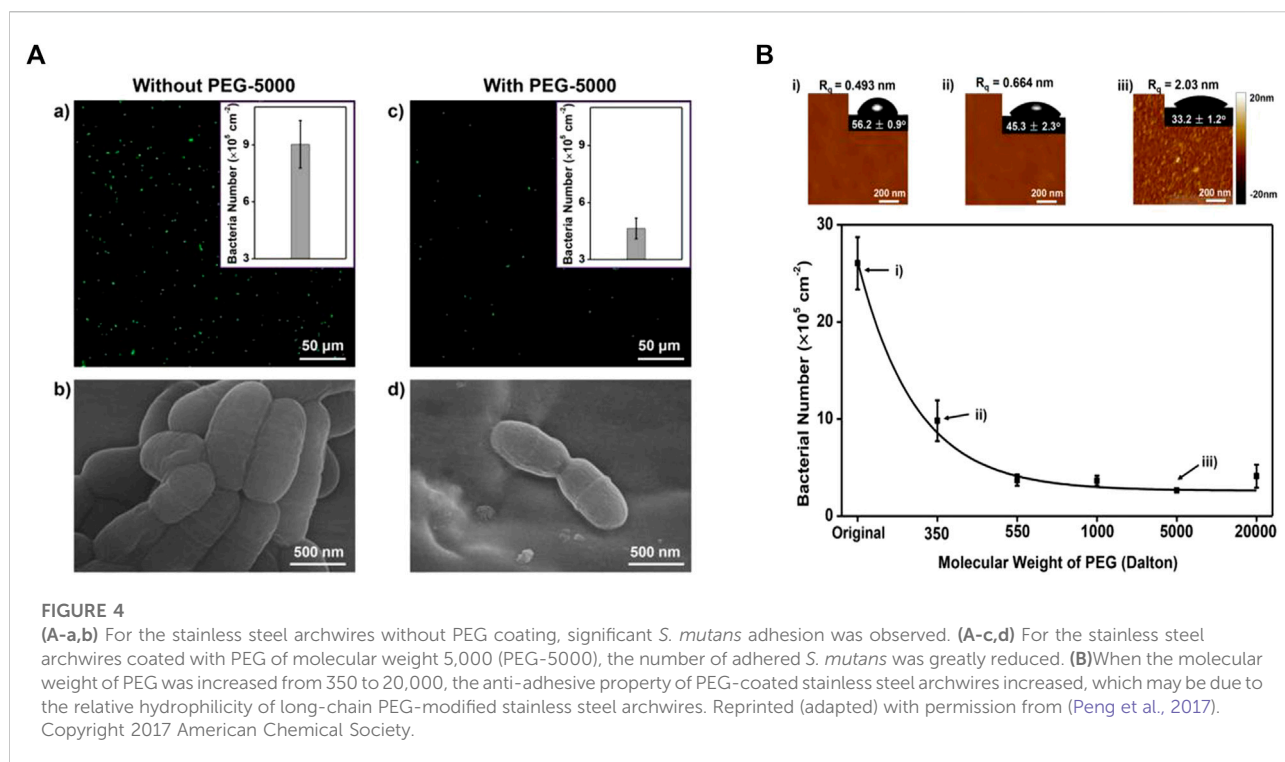 A
Without PEG-5000
With PEG-5000
a)
Bacteria Number (×10⁵ cm⁻²)
9
6
3
50 µm
c)
Bacteria Number (×10⁵ cm⁻²)
9
6
3
50 µm
b)
500 nm
d)
500 nm
B
i)
Rq = 0.493 nm
56.2 ± 0.9°
200 nm
ii)
Rq = 0.664 nm
45.3 ± 2.3°
200 nm
iii)
Rq = 2.03 nm
33.2 ± 1.2°
200 nm
20nm
-20nm
Bacterial Number (×10⁵ cm⁻²)
30
20
10
0
i)
ii)
iii)
Original 350 550 1000 5000 20000
Molecular Weight of PEG (Dalton)
FIGURE 4
(A-a,b) For the stainless steel archwires without PEG coating, significant S. mutans adhesion was observed. (A-c,d) For the stainless steel
archwires coated with PEG of molecular weight 5,000 (PEG-5000), the number of adhered S. mutans was greatly reduced. (B)When the molecular
weight of PEG was increased from 350 to 20,000, the anti-adhesive property of PEG-coated stainless steel archwires increased, which may be due to
the relative hydrophilicity of long-chain PEG-modified stainless steel archwires. Reprinted (adapted) with permission from (Peng et al., 2017).
Copyright 2017 American Chemical Society.